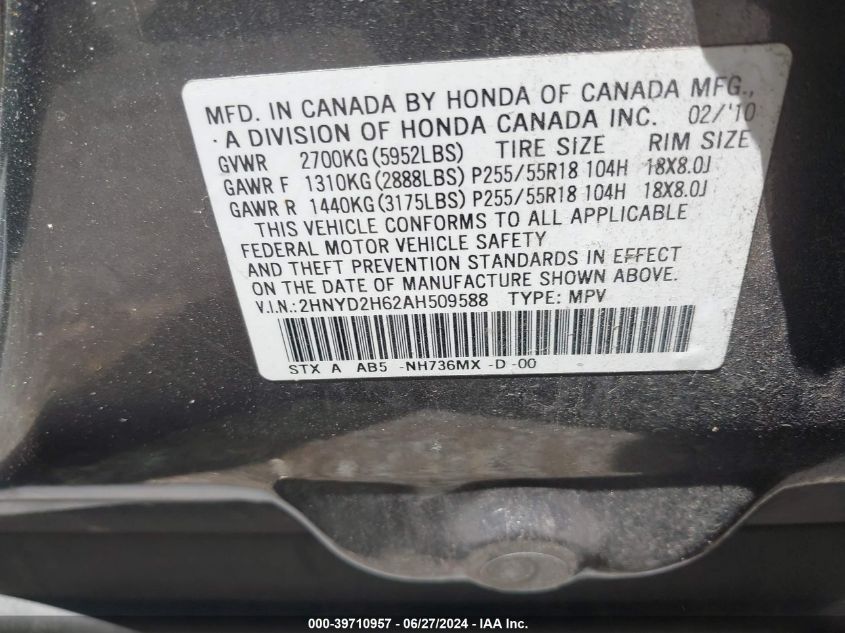 MFD. IN CANADA BY HONDA OF CANADA MFG.,
A DIVISION OF HONDA CANADA INC. 02/'10
GVWR 2700KG(5952LBS) TIRE SIZE RIM SIZE
GAWR F 1310KG(2888LBS) P255/55R18 104H 18X8.0J
GAWR R 1440KG(3175LBS) P255/55R18 104H 18X8.0J
THIS VEHICLE CONFORMS TO ALL APPLICABLE
FEDERAL MOTOR VEHICLE SAFETY
AND THEFT PREVENTION STANDARDS IN EFFECT
ON THE DATE OF MANUFACTURE SHOWN ABOVE.
V.I.N.:2HNYD2H62AH509588 TYPE: MPV
STX A AB5 -NH736MX -D -00
000-39710957 - 06/27/2024 - IAA Inc.